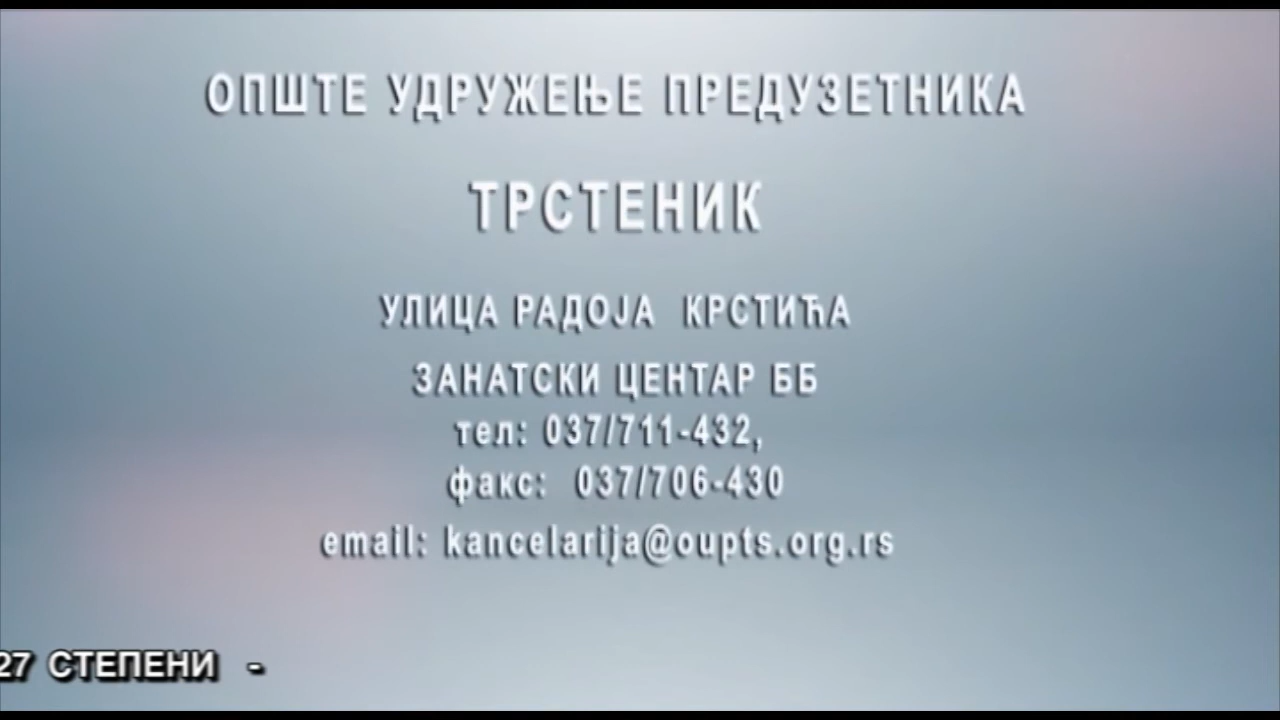 ОПШТЕ УДРУЖЕЊЕ ПРЕДУЗЕТНИКА
ТРСТЕНИК
УЛИЦА РАДОЈА КРСТИЋА
ЗАНАТСКИ ЦЕНТАР ББ
тел: 037/711-432,
факс: 037/706-430
email: kancelarija@oupts.org.rs
27 СТЕПЕНИ -